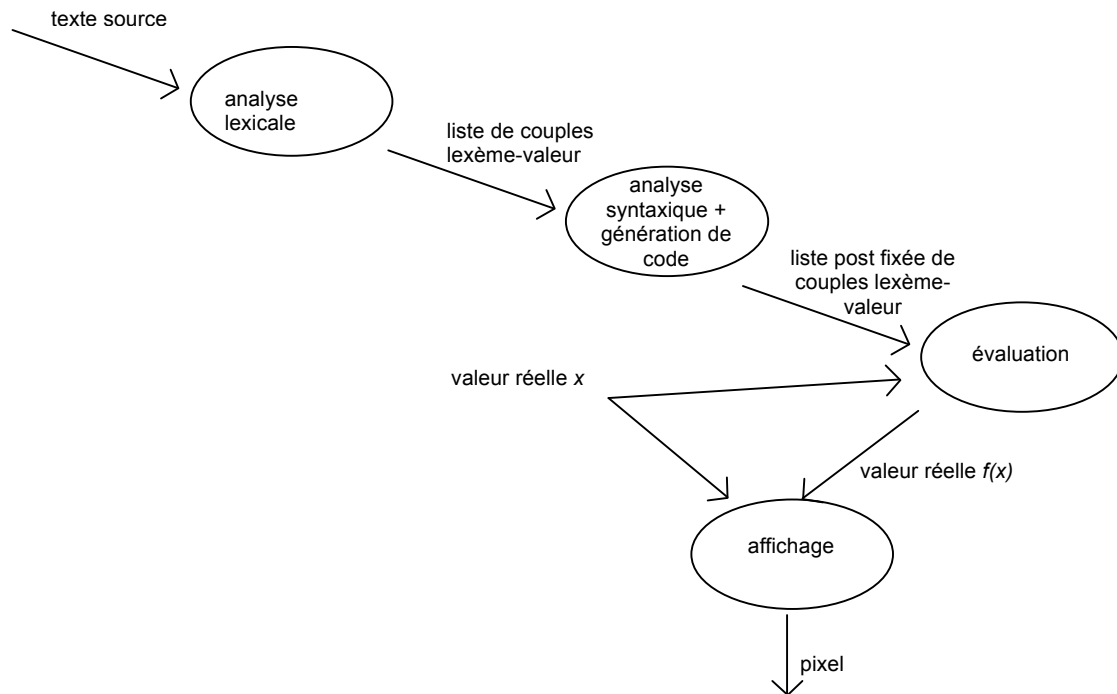 texte source
analyse
lexicale
liste de couples
lexème-valeur
analyse
syntaxique +
génération de
code
liste post fixée de
couples lexème-
valeur
évaluation
valeur réelle x
valeur réelle f(x)
affichage
pixel